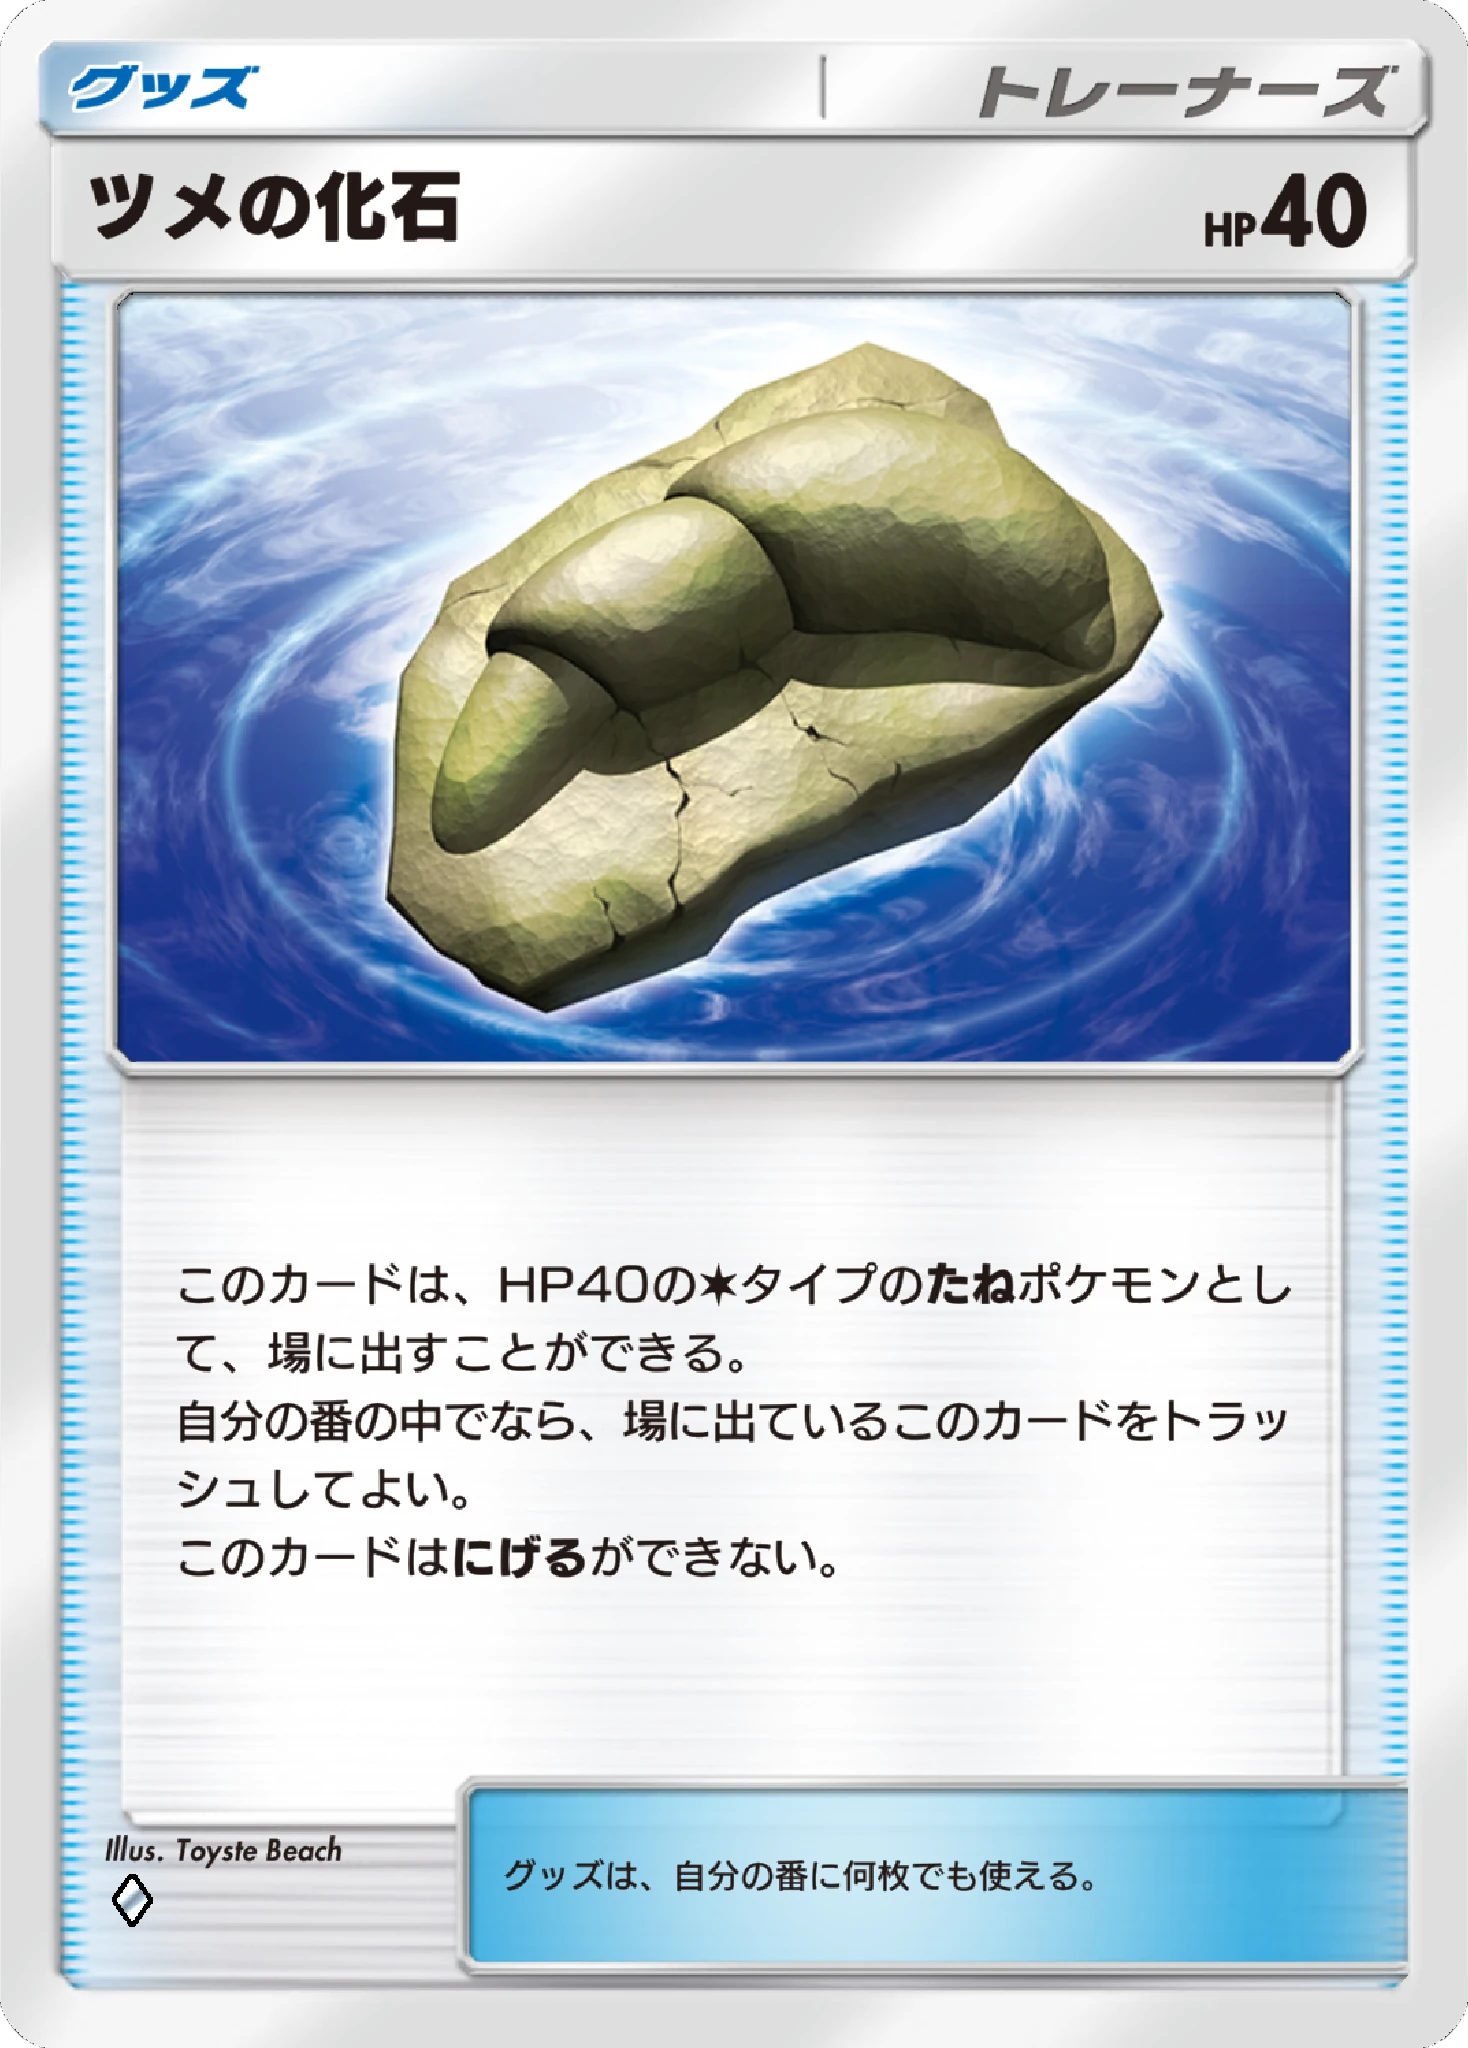 グッズ
トレーナーズ
ツメの化石
HP40
このカードは、HP40の✶タイプのたねポケモンとし
て、場に出すことができる。
自分の番の中でなら、場に出ているこのカードをトラッ
シュしてよい。
このカードはにげるができない。
Illus. Toyste Beach
グッズは、自分の番に何枚でも使える。